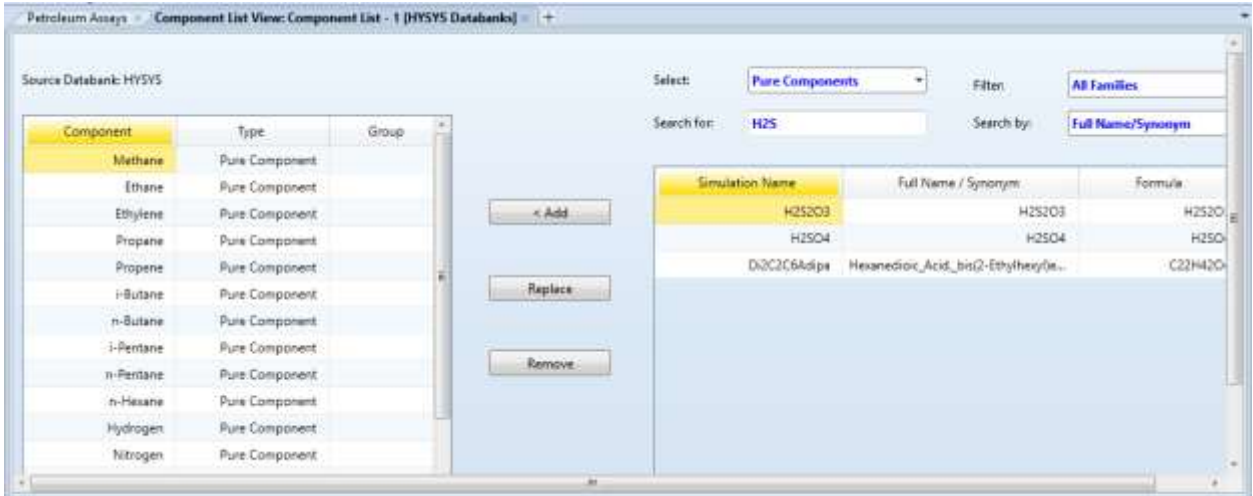 Petroleum Assays Component List View: Component List - 1 [HYSYS Databanks] +
Source Databank: HYSYS
Select: Pure Components Filter: All Families
Search for: H2S Search by: Full Name/Synonym
Component Type Group
Methane Pure Component
Ethane Pure Component
Ethylene Pure Component
Propane Pure Component
Propene Pure Component
i-Butane Pure Component
n-Butane Pure Component
i-Pentane Pure Component
n-Pentane Pure Component
n-Hexane Pure Component
Hydrogen Pure Component
Nitrogen Pure Component
< Add
Replace
Remove
Simulation Name Full Name / Synonym Formula
H2S2O3 H2S2O3 H2S2O
H2SO4 H2SO4 H2SO
Di2C2C6Adipa Hexanedioic_Acid,_bis(2-Ethylhexyl)e... C22H42O